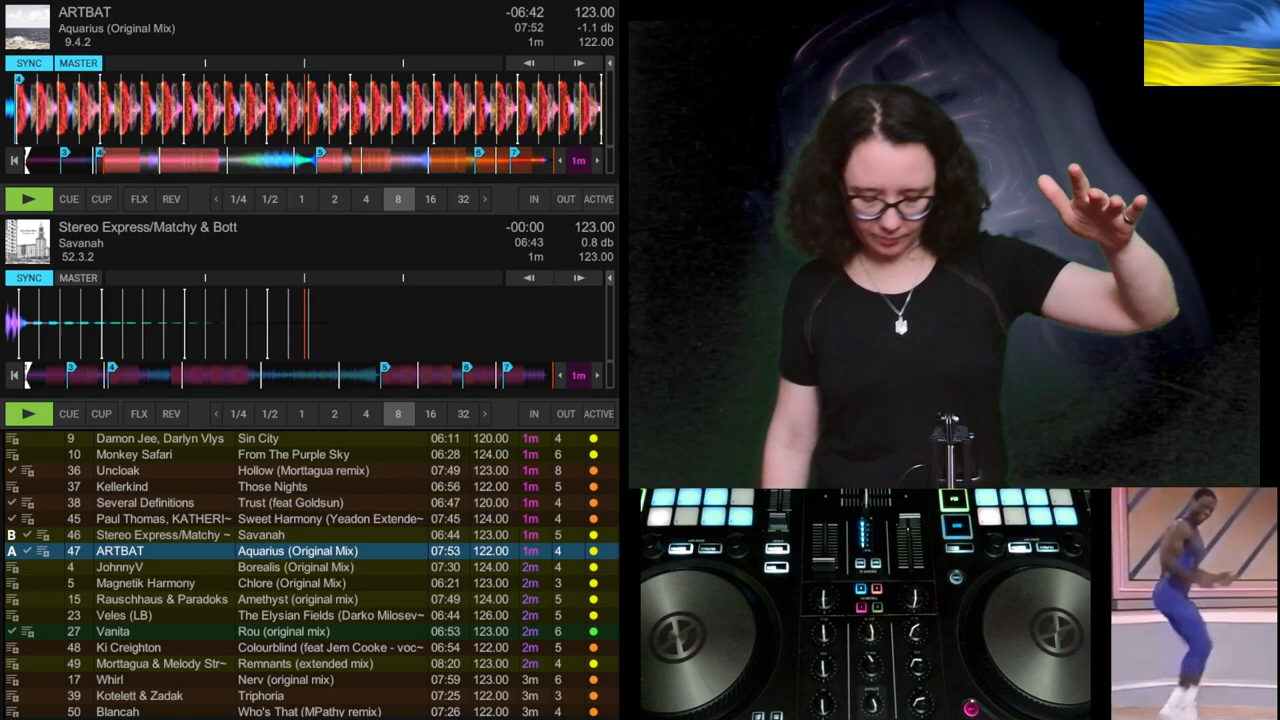 ARTBAT -06:42 123.00
Aquarius (Original Mix) 07:52 -1.1 db
9.4.2 1m 122.00
SYNC MASTER
4
3 4 5 6 7 1m
CUE CUP FLX REV 1/4 1/2 1 2 4 8 16 32 IN OUT ACTIVE
Stereo Express/Matchy & Bott -00:00 123.00
Savanah 06:43 0.8 db
52.3.2 1m 123.00
SYNC MASTER
3 4 5 6 7 1m
CUE CUP FLX REV 1/4 1/2 1 2 4 8 16 32 IN OUT ACTIVE
9 Damon Jee, Darlyn Vlys Sin City 06:11 120.00 1m 4
10 Monkey Safari From The Purple Sky 06:28 124.00 1m 6
36 Uncloak Hollow (Morttagua remix) 07:49 123.00 1m 8
37 Kellerkind Those Nights 06:56 122.00 1m 5
38 Several Definitions Trust (feat Goldsun) 06:47 120.00 1m 4
45 Paul Thomas, KATHERI~ Sweet Harmony (Yeadon Extende~ 07:45 124.00 1m 4
B 46 Stereo Express/Matchy ~ Savanah 06:44 123.00 1m 5
A 47 ARTBAT Aquarius (Original Mix) 07:53 122.00 1m 4
4 JohnnyV Borealis (Original Mix) 07:30 124.00 2m 4
5 Magnetik Harmony Chlore (Original Mix) 06:21 123.00 2m 3
15 Rauschhaus & Paradoks Amethyst (original mix) 07:49 124.00 2m 5
23 Veles (LB) The Elysian Fields (Darko Milosev~ 06:44 126.00 2m 5
27 Vanita Rou (original mix) 06:53 123.00 2m 6
48 Ki Creighton Colourblind (feat Jem Cooke - voc~ 06:54 122.00 2m 5
49 Morttagua & Melody Str~ Remnants (extended mix) 08:20 123.00 2m 4
17 Whirl Nerv (original mix) 07:59 123.00 3m 6
39 Kotelett & Zadak Triphoria 07:25 122.00 3m 3
50 Blancah Who's That (MPathy remix) 07:26 122.00 3m 4